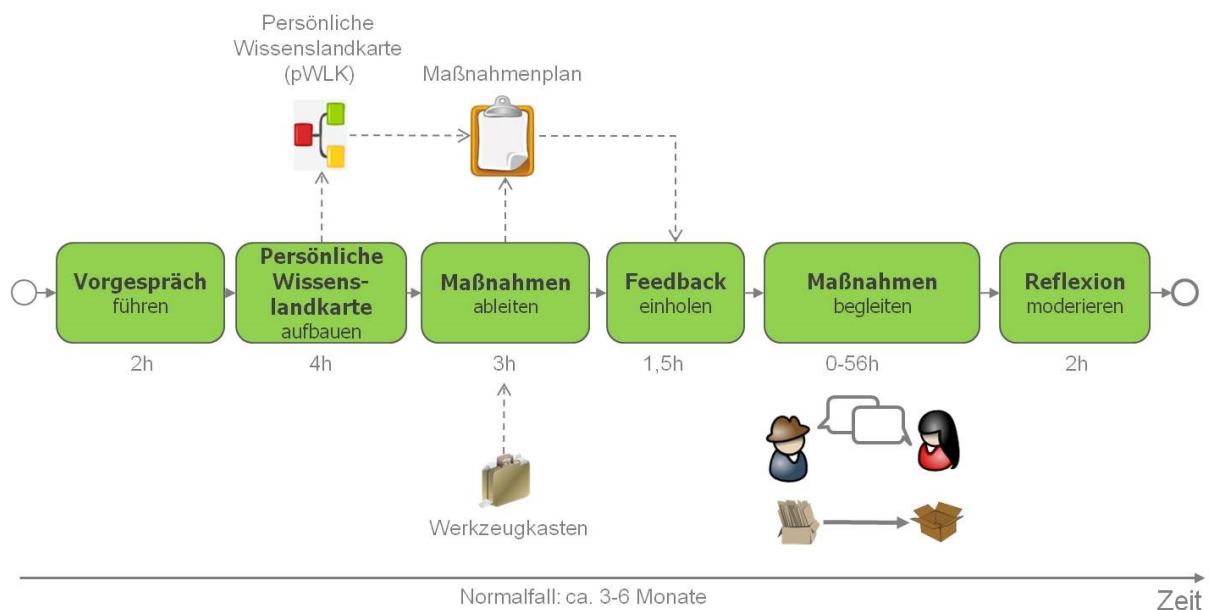 Persönliche
Wissenslandkarte
(pWLK)
Maßnahmenplan
Vorgespräch
führen
Persönliche
Wissens-
landkarte
aufbauen
Maßnahmen
ableiten
Feedback
einholen
Maßnahmen
begleiten
Reflexion
moderieren
2h
4h
3h
1,5h
0-56h
2h
Werkzeugkasten
Normalfall: ca. 3-6 Monate
Zeit